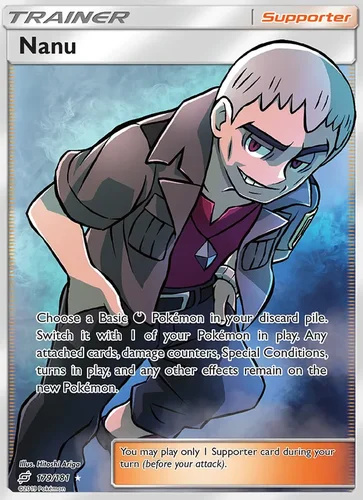 TRAINER Supporter
Nanu
Choose a Basic Pokémon in your discard pile.
Switch it with 1 of your Pokémon in play. Any
attached cards, damage counters, Special Conditions,
turns in play, and any other effects remain on the
new Pokémon.
You may play only 1 Supporter card during your
turn (before your attack).
Illus. Hitoshi Ariga
179/181
©2019 Pokémon